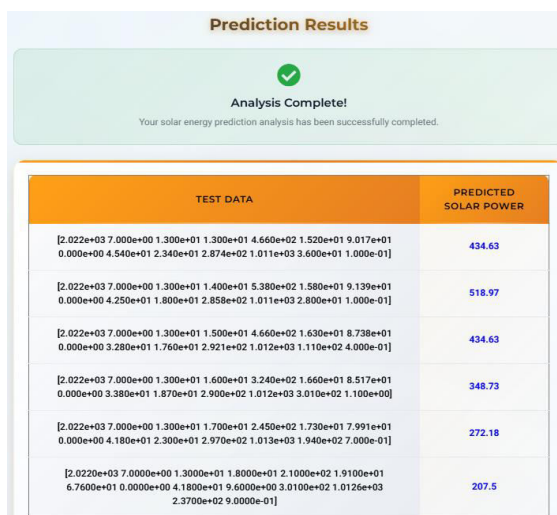 Prediction Results
Analysis Complete!
Your solar energy prediction analysis has been successfully completed.
TEST DATA
PREDICTED
SOLAR POWER
[2.022e+03 7.000e+00 1.300e+01 1.300e+01 4.660e+02 1.520e+01 9.017e+01
0.000e+00 4.540e+01 2.340e+01 2.874e+02 1.011e+03 3.600e+01 1.000e-01]
434.63
[2.022e+03 7.000e+00 1.300e+01 1.400e+01 5.380e+02 1.580e+01 9.139e+01
0.000e+00 4.250e+01 1.800e+01 2.858e+02 1.011e+03 2.800e+01 1.000e-01]
518.97
[2.022e+03 7.000e+00 1.300e+01 1.500e+01 4.660e+02 1.630e+01 8.738e+01
0.000e+00 3.280e+01 1.760e+01 2.921e+02 1.012e+03 1.110e+02 4.000e-01]
434.63
[2.022e+03 7.000e+00 1.300e+01 1.600e+01 3.240e+02 1.660e+01 8.517e+01
0.000e+00 3.380e+01 1.870e+01 2.900e+02 1.012e+03 3.010e+02 1.100e+00]
348.73
[2.022e+03 7.000e+00 1.300e+01 1.700e+01 2.450e+02 1.730e+01 7.991e+01
0.000e+00 4.180e+01 2.300e+01 2.970e+02 1.013e+03 1.940e+02 7.000e-01]
272.18
[2.0220e+03 7.0000e+00 1.3000e+01 1.8000e+01 2.1000e+02 1.9100e+01
6.7600e+01 0.0000e+00 4.1800e+01 9.6000e+00 3.0100e+02 1.0126e+03
2.3700e+02 9.0000e-01]
207.5